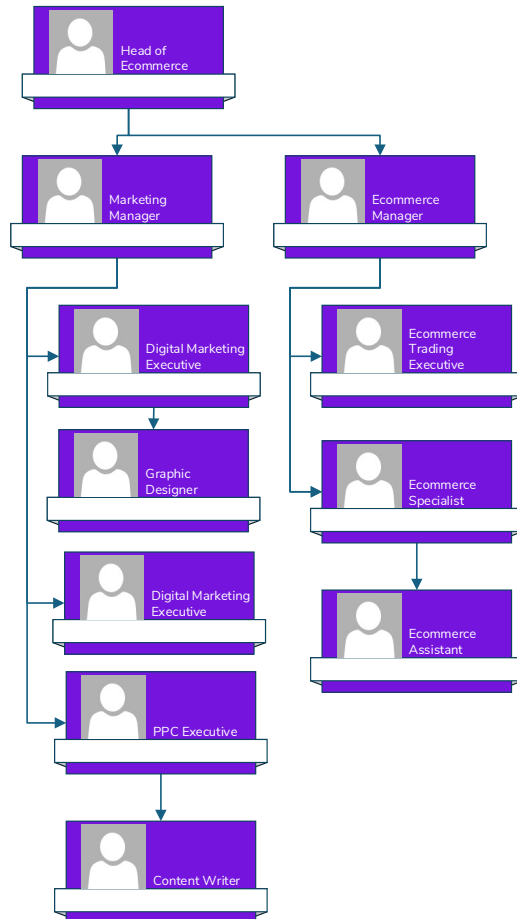 Head of
Ecommerce
Marketing
Manager
Ecommerce
Manager
Digital Marketing
Executive
Ecommerce
Trading
Executive
Graphic
Designer
Ecommerce
Specialist
Digital Marketing
Executive
Ecommerce
Assistant
PPC Executive
Content Writer